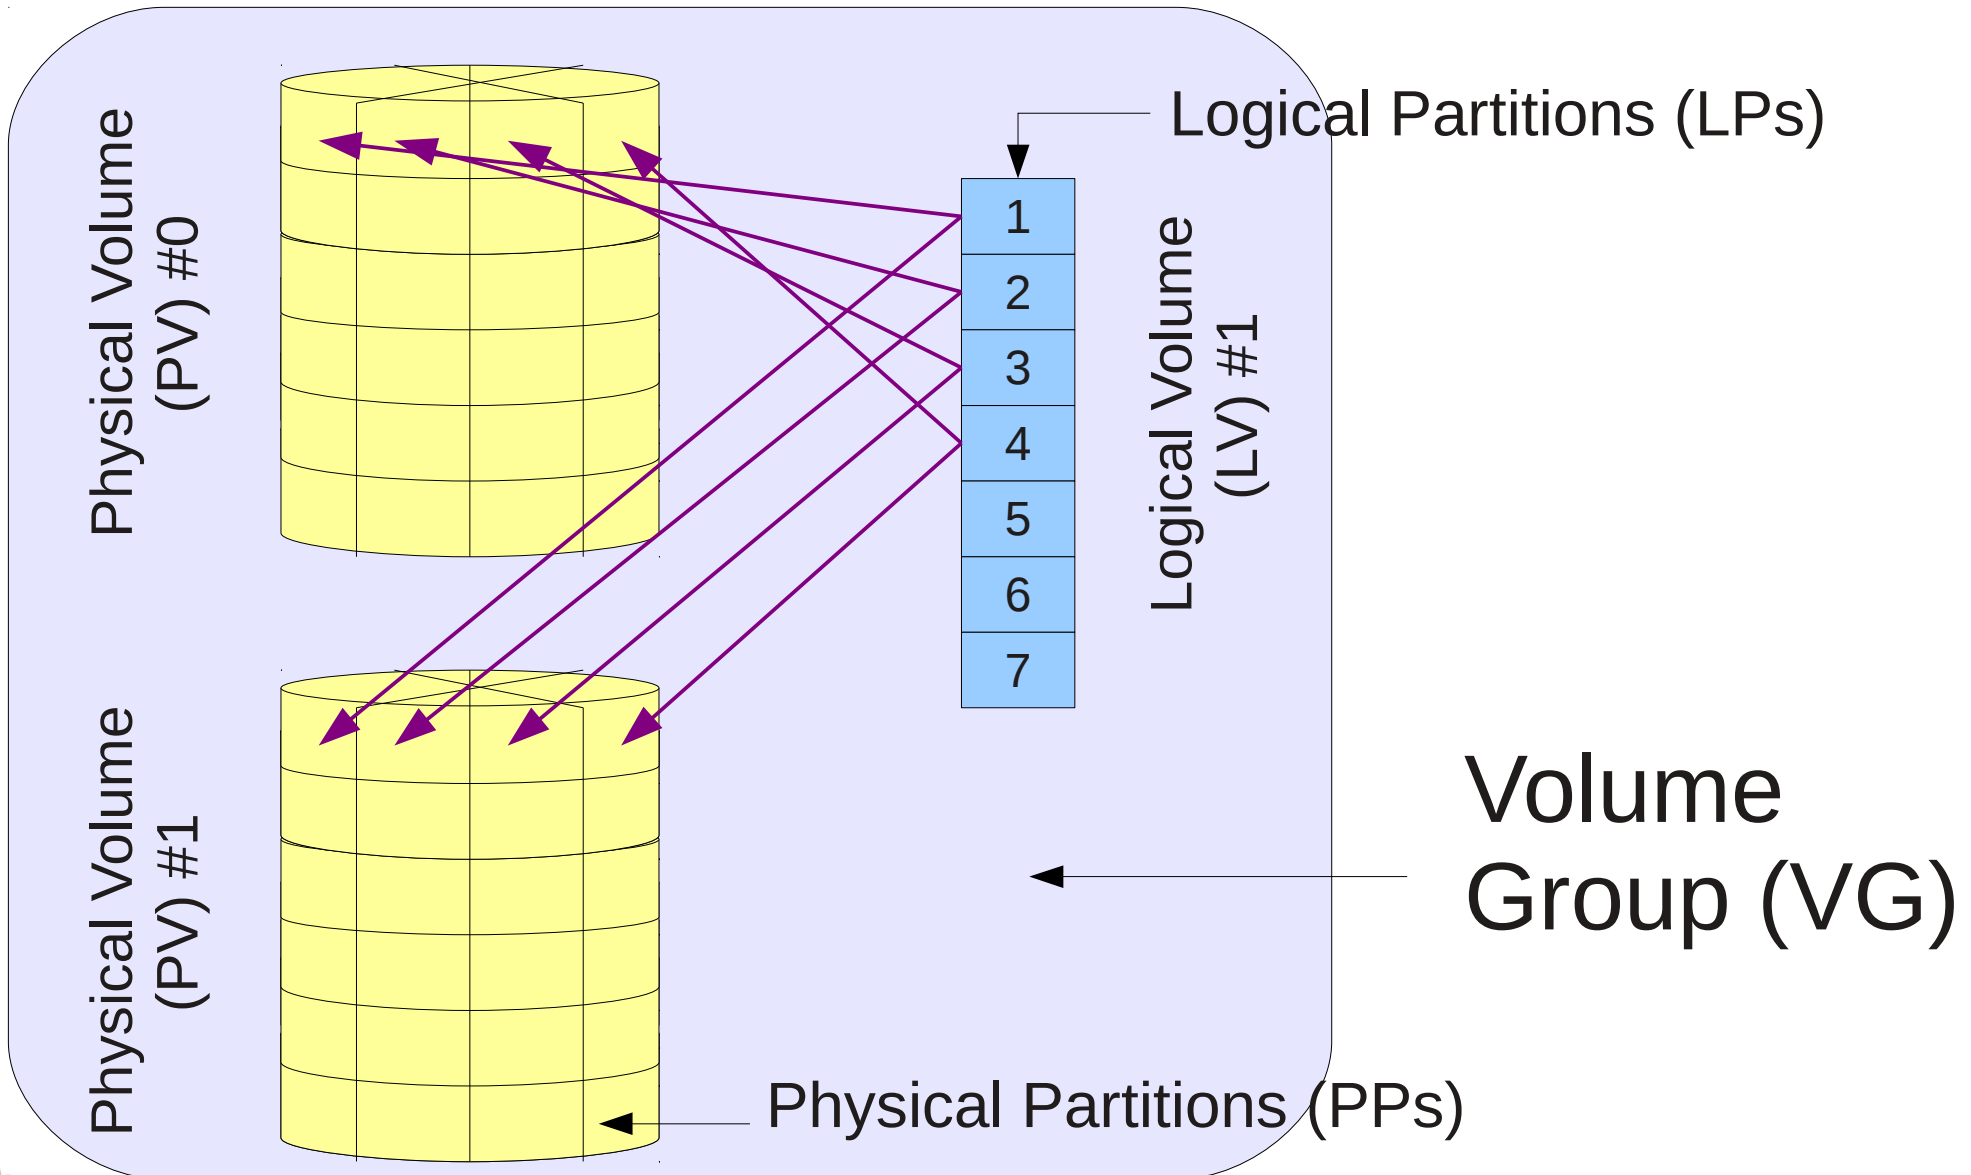 Physical Volume
(PV) #0
Logical Partitions (LPs)
1
2
3
4
5
6
7
Logical Volume
(LV) #1
Physical Volume
(PV) #1
Volume
Group (VG)
Physical Partitions (PPs)